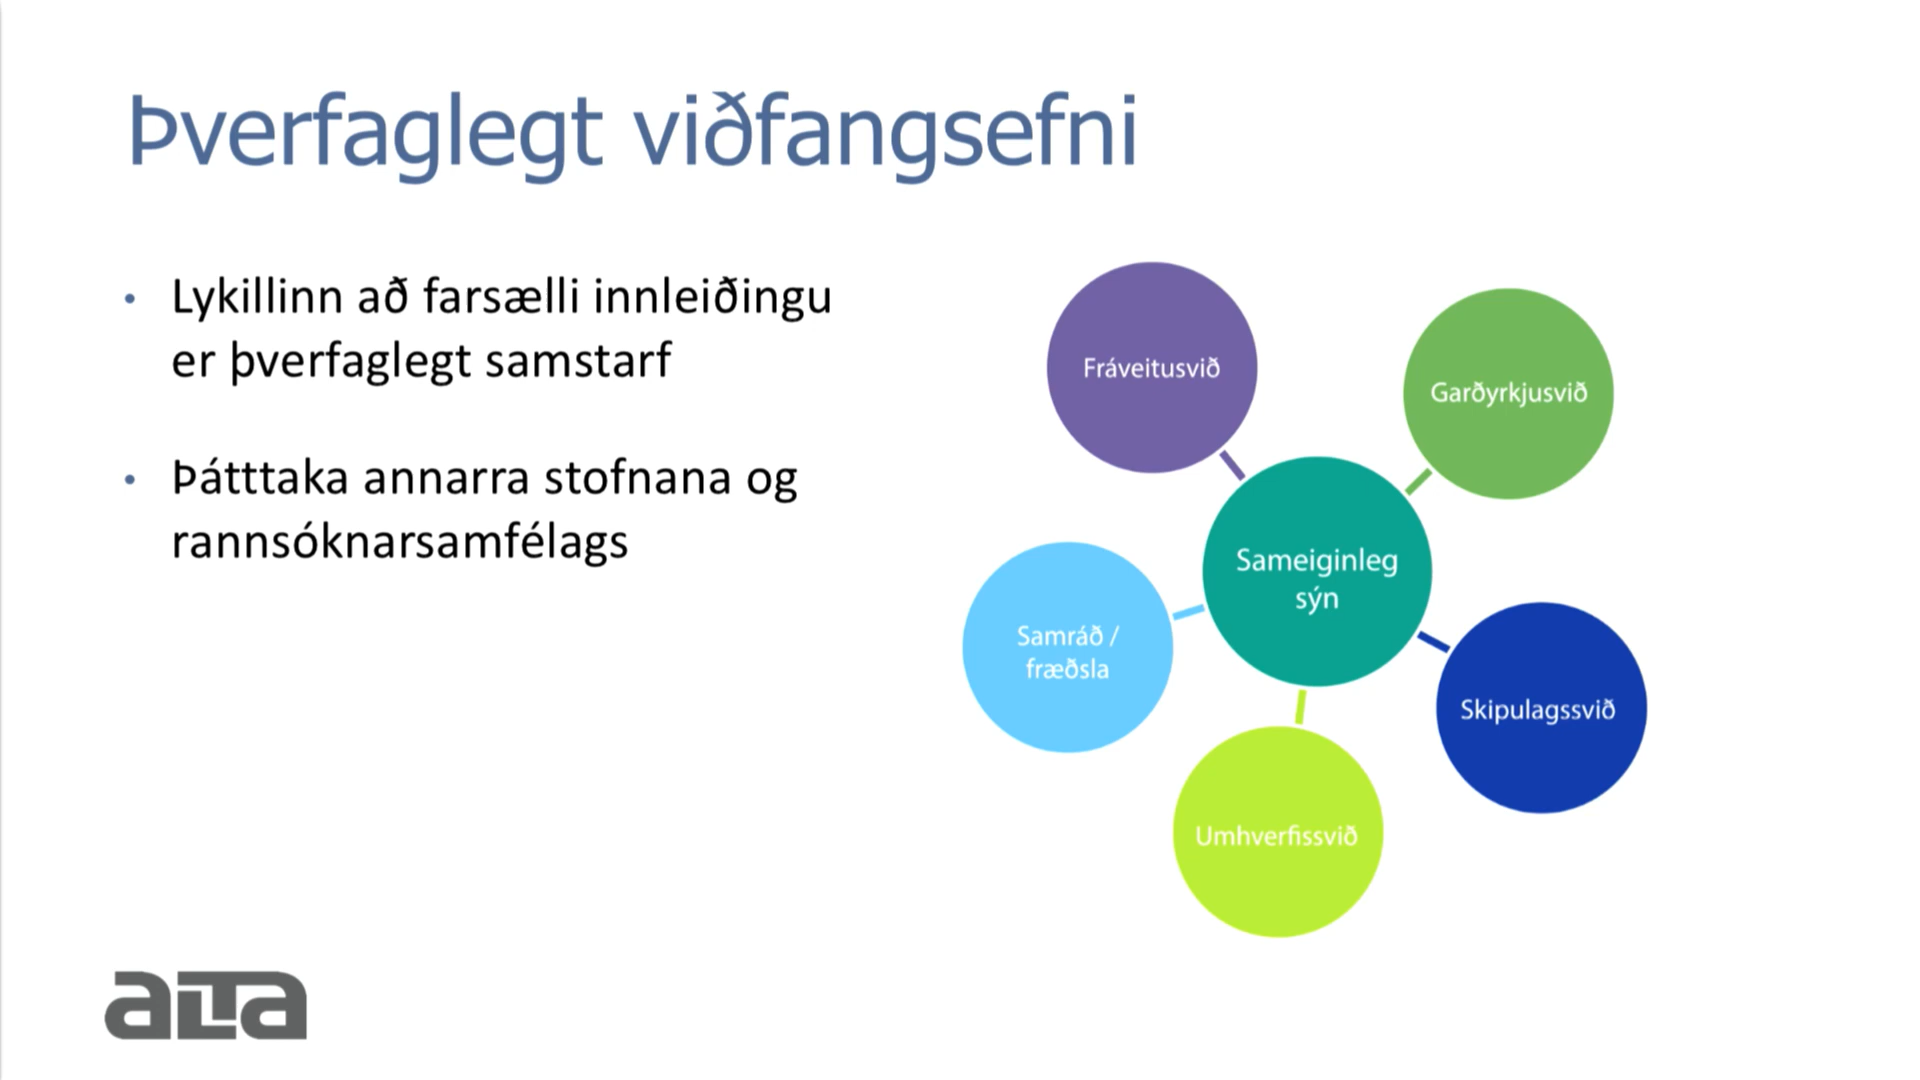 Þverfaglegt viðfangsefni
• Lykillinn að farsælli innleiðingu
er þverfaglegt samstarf
• Þátttaka annarra stofnana og
rannsóknarsamfélags
Fráveitusvið
Garðyrkjusvið
Sameiginleg
sýn
Samráð /
fræðsla
Skipulagssvið
Umhverfissvið
aLTa